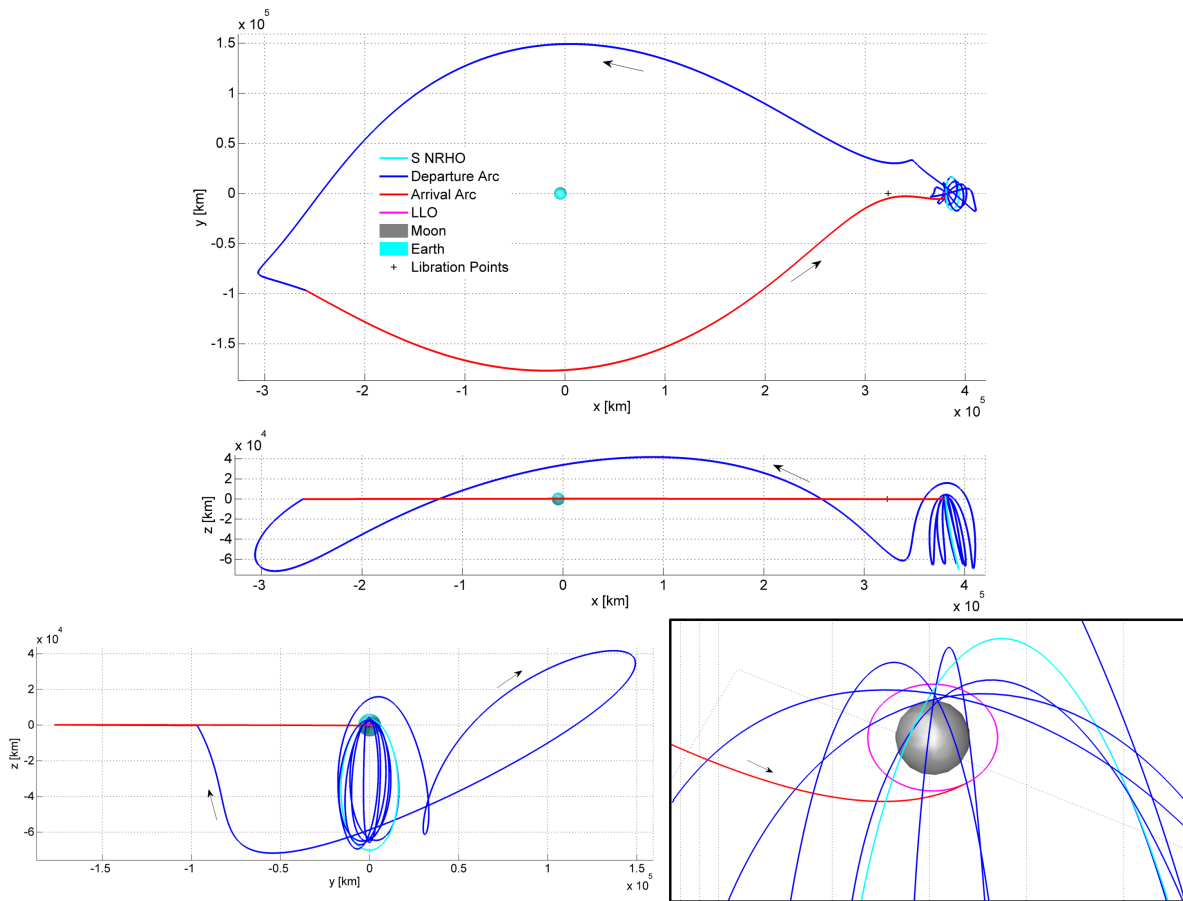 x 10^5
1.5
1
0.5
0
-0.5
-1
-1.5
y [km]
S NRHO
Departure Arc
Arrival Arc
LLO
Moon
Earth
Libration Points
-3 -2 -1 0 1 2 3 4
x [km]
x 10^5
x 10^4
4
2
0
-2
-4
-6
z [km]
-3 -2 -1 0 1 2 3 4
x [km]
x 10^5
x 10^4
4
2
0
-2
-4
-6
z [km]
-1.5 -1 -0.5 0 0.5 1 1.5
y [km]
x 10^5